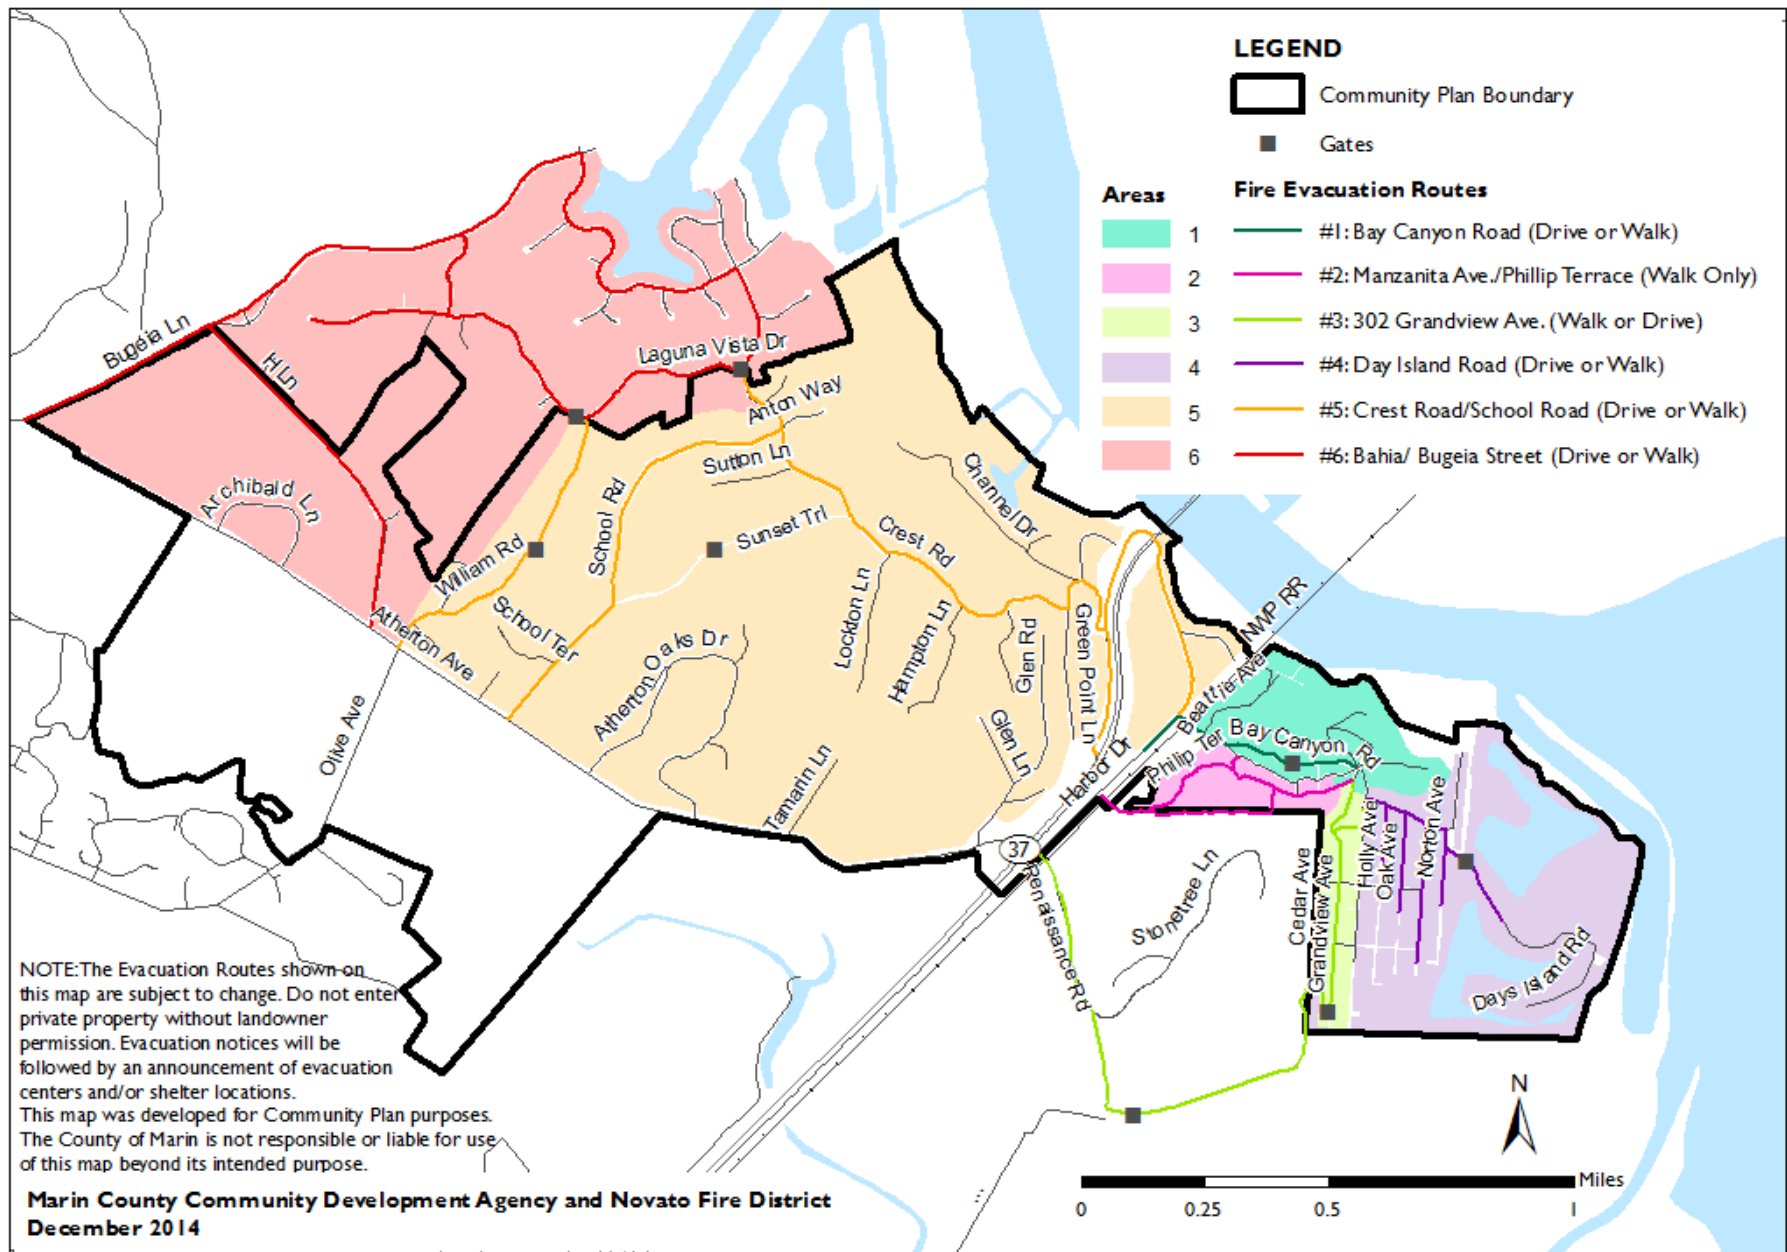 LEGEND
Community Plan Boundary
Gates
Areas
Fire Evacuation Routes
1
#1: Bay Canyon Road (Drive or Walk)
2
#2: Manzanita Ave./Phillip Terrace (Walk Only)
3
#3: 302 Grandview Ave. (Walk or Drive)
4
#4: Day Island Road (Drive or Walk)
5
#5: Crest Road/School Road (Drive or Walk)
6
#6: Bahia/ Bugeia Street (Drive or Walk)
Bugeia Ln
H Ln
Laguna Vista Dr
Anton Way
Sutton Ln
Archibald Ln
School Rd
Sunset Trl
Channel Dr
Crest Rd
William Rd
School Ter
Atherton Ave
Atherton Oaks Dr
Lockton Ln
Hampton Ln
Glen Rd
Green Point Ln
Glen Ln
Tamarin Ln
Olive Ave
NWP RR
Beattie Ave
Harbor Dr
Philip Ter
Bay Canyon Rd
37
Renaissance Rd
Stonetree Ln
Cedar Ave
Grandview Ave
Holly Ave
Oak Ave
Norton Ave
Days Island Rd
NOTE: The Evacuation Routes shown on
this map are subject to change. Do not enter
private property without landowner
permission. Evacuation notices will be
followed by an announcement of evacuation
centers and/or shelter locations.
This map was developed for Community Plan purposes.
The County of Marin is not responsible or liable for use
of this map beyond its intended purpose.
Marin County Community Development Agency and Novato Fire District
December 2014
N
Miles
0 0.25 0.5 1